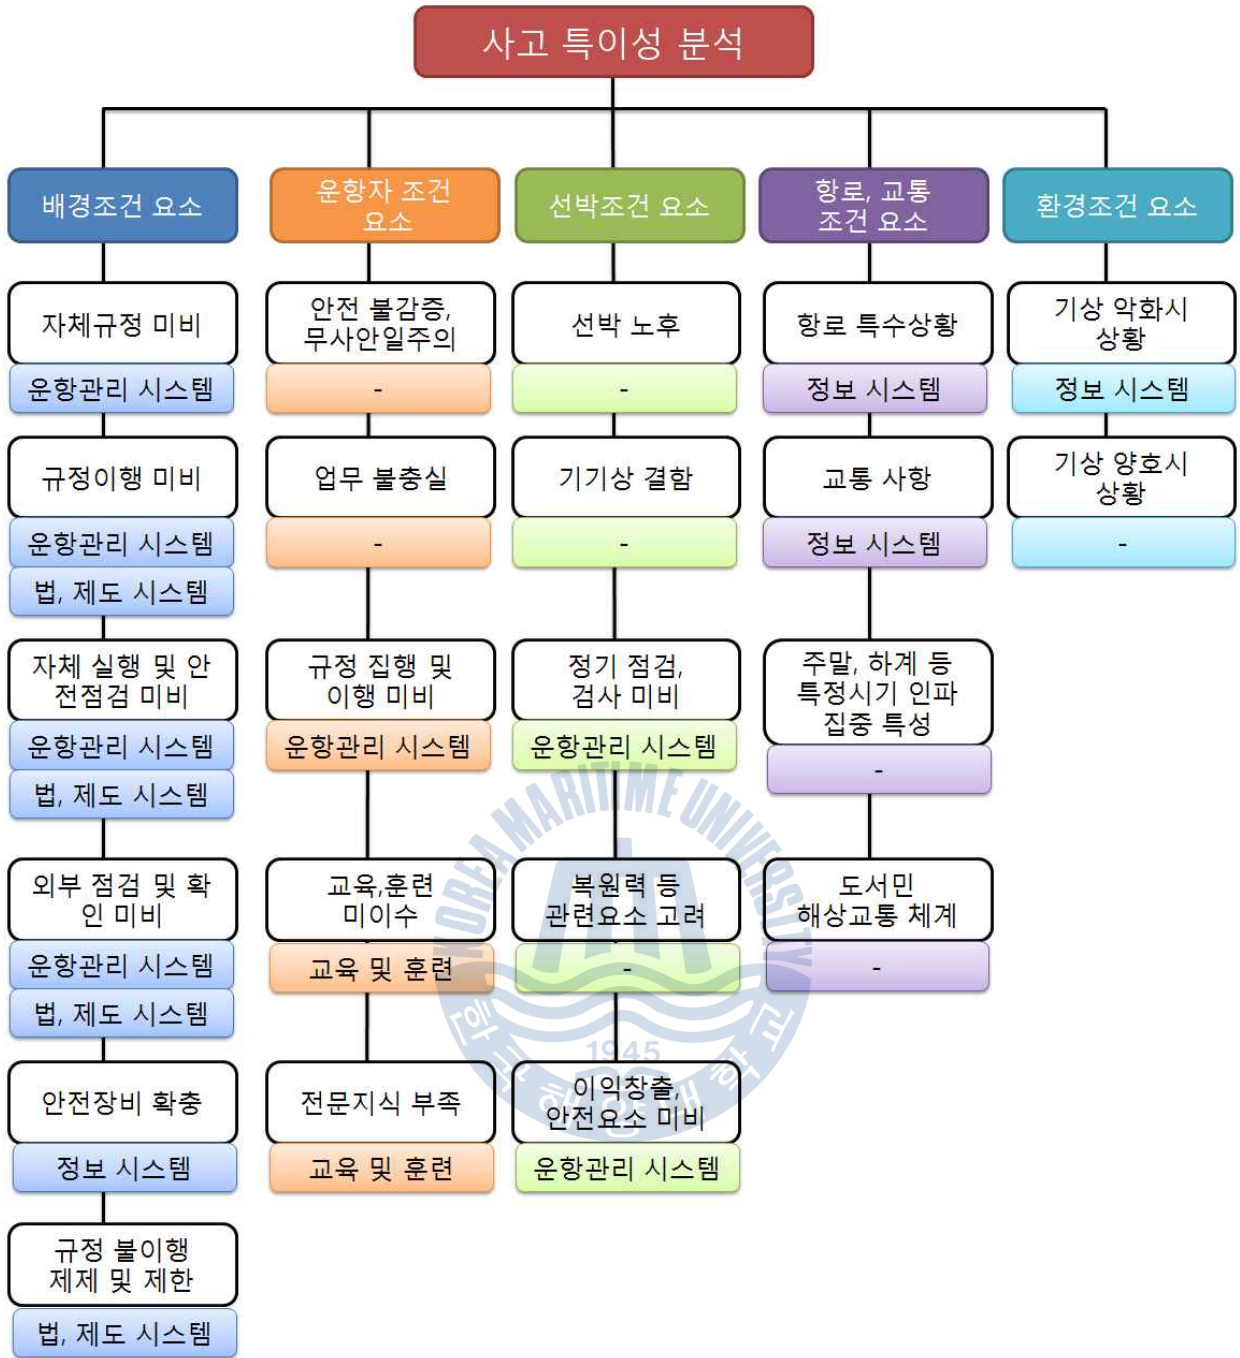 사고 특이성 분석
배경조건 요소
자체규정 미비
운항관리 시스템
규정이행 미비
운항관리 시스템
법, 제도 시스템
자체 실행 및 안
전점검 미비
운항관리 시스템
법, 제도 시스템
외부 점검 및 확
인 미비
운항관리 시스템
법, 제도 시스템
안전장비 확충
정보 시스템
규정 불이행
제제 및 제한
법, 제도 시스템
운항자 조건
요소
안전 불감증,
무사안일주의
-
업무 불충실
-
규정 집행 및
이행 미비
운항관리 시스템
교육,훈련
미이수
교육 및 훈련
전문지식 부족
교육 및 훈련
선박조건 요소
선박 노후
-
기기상 결함
-
정기 점검,
검사 미비
운항관리 시스템
복원력 등
관련요소 고려
-
이익창출,
안전요소 미비
운항관리 시스템
항로, 교통
조건 요소
항로 특수상황
정보 시스템
교통 사항
정보 시스템
주말, 하계 등
특정시기 인파
집중 특성
-
도서민
해상교통 체계
-
환경조건 요소
기상 악화시
상황
정보 시스템
기상 양호시
상황
-
KOREA MARITIME UNIVERSITY
1945
한국해양대학교